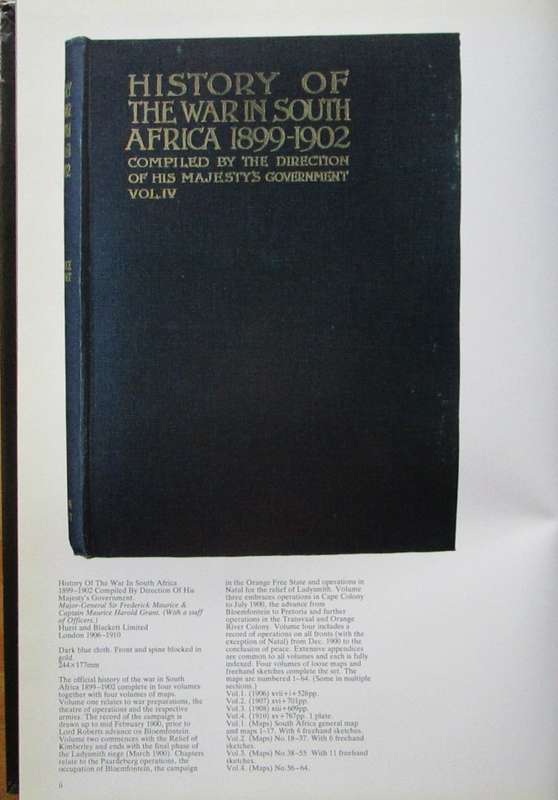 HISTORY OF
THE WAR IN SOUTH
AFRICA 1899-1902
COMPILED BY THE DIRECTION
OF HIS MAJESTY'S GOVERNMENT
VOL.IV
History Of The War In South Africa
1899–1902 Compiled By Direction Of His
Majesty's Government.
Major-General Sir Frederick Maurice &
Captain Maurice Harold Grant. (With a staff
of Officers.)
Hurst and Blackett Limited
London 1906–1910
Dark blue cloth. Front and spine blocked in
gold.
244×177mm
The official history of the war in South
Africa 1899–1902 complete in four volumes
together with four volumes of maps.
Volume one relates to war preparations, the
theatre of operations and the respective
armies. The record of the campaign is
drawn up to mid February 1900, prior to
Lord Roberts advance on Bloemfontein.
Volume two commences with the Relief of
Kimberley and ends with the final phase of
the Ladysmith siege (March 1900). Chapters
relate to the Paardeberg operations, the
occupation of Bloemfontein, the campaign
in the Orange Free State and operations in
Natal for the relief of Ladysmith. Volume
three embraces operations in Cape Colony
to July 1900, the advance from
Bloemfontein to Pretoria and further
operations in the Transvaal and Orange
River Colony. Volume four includes a
record of operations on all fronts (with the
exception of Natal) from Dec. 1900 to the
conclusion of peace. Extensive appendices
are common to all volumes and each is fully
indexed. Four volumes of loose maps and
freehand sketches complete the set. The
maps are numbered 1–64. (Some in multiple
sections.)
Vol.1. (1906) xvii+i+528pp.
Vol.2. (1907) xvi+701pp.
Vol.3. (1908) xiii+609pp.
Vol.4. (1910) xv+767pp. 1 plate.
Vol.1. (Maps) South Africa general map
and maps 1–17. With 6 freehand sketches.
Vol.2. (Maps) No.18–37. With 6 freehand
sketches.
Vol.3. (Maps) No.38–55. With 11 freehand
sketches.
Vol.4. (Maps) No.56–64.